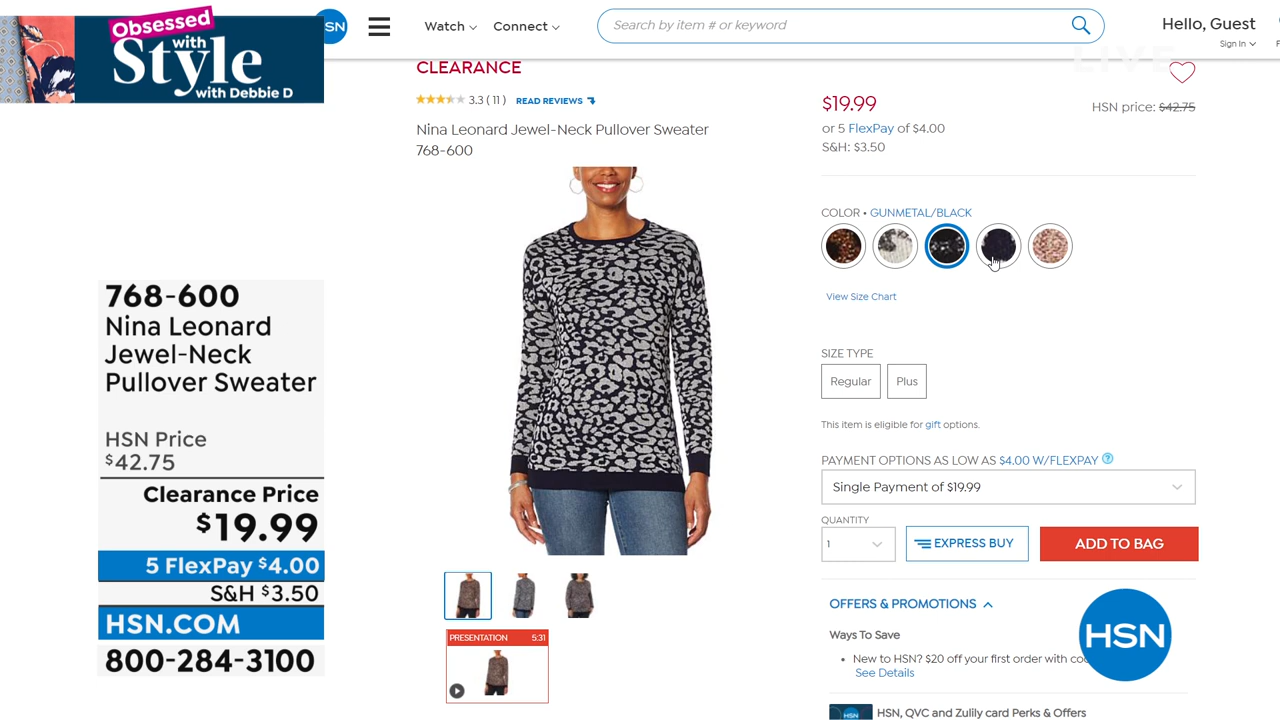 Obsessed
with
Style
with Debbie D
HSN
Watch
Connect
Search by item # or keyword
Hello, Guest
Sign In
LIVE
CLEARANCE
3.3 ( 11 ) READ REVIEWS
Nina Leonard Jewel-Neck Pullover Sweater
768-600
$19.99
HSN price: $42.75
or 5 FlexPay of $4.00
S&H: $3.50
COLOR • GUNMETAL/BLACK
View Size Chart
SIZE TYPE
Regular
Plus
This item is eligible for gift options.
PAYMENT OPTIONS AS LOW AS $4.00 W/FLEXPAY ?
Single Payment of $19.99
QUANTITY
1
EXPRESS BUY
ADD TO BAG
OFFERS & PROMOTIONS
Ways To Save
• New to HSN? $20 off your first order with
See Details
HSN, QVC and Zulily card Perks & Offers
PRESENTATION 5:31
768-600
Nina Leonard
Jewel-Neck
Pullover Sweater
HSN Price
$42.75
Clearance Price
$19.99
5 FlexPay $4.00
S&H $3.50
HSN.COM
800-284-3100
HSN